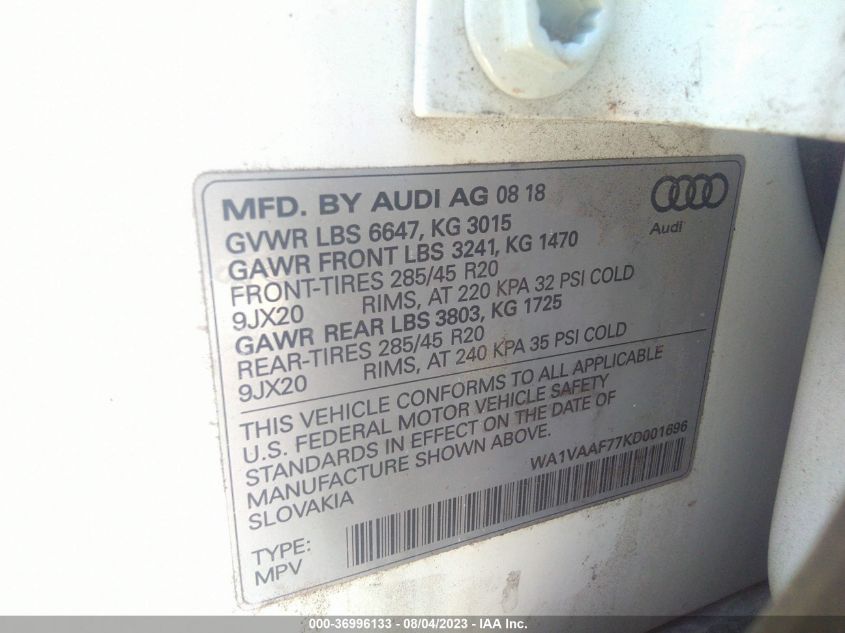 MFD. BY AUDI AG 08 18
Audi
GVWR LBS 6647, KG 3015
GAWR FRONT LBS 3241, KG 1470
FRONT-TIRES 285/45 R20
9JX20 RIMS, AT 220 KPA 32 PSI COLD
GAWR REAR LBS 3803, KG 1725
REAR-TIRES 285/45 R20
9JX20 RIMS, AT 240 KPA 35 PSI COLD
THIS VEHICLE CONFORMS TO ALL APPLICABLE
U.S. FEDERAL MOTOR VEHICLE SAFETY
STANDARDS IN EFFECT ON THE DATE OF
MANUFACTURE SHOWN ABOVE.
SLOVAKIA
WA1VAAF77KD001696
TYPE:
MPV
000-36996133 - 08/04/2023 - © IAA Inc.